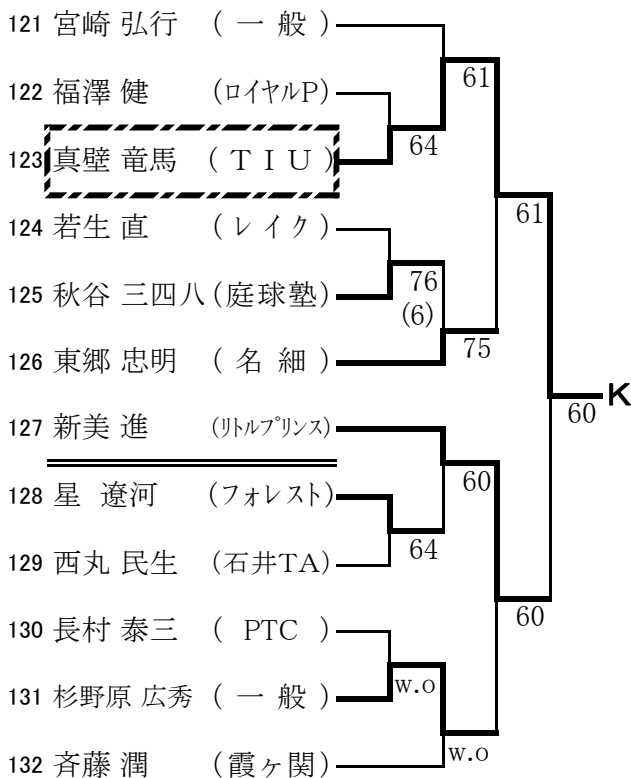 121 宮崎 弘行 ( 一 般 )
61
122 福澤 健 (ロイヤルP)
64
123 真壁 竜馬 ( T I U )
61
124 若生 直 ( レ イ ク )
76
(6)
125 秋谷 三四八 (庭球塾)
75
126 東郷 忠明 ( 名 細 )
60 K
127 新美 進 (リトルプリンス)
60
128 星 遼河 (フォレスト)
64
129 西丸 民生 (石井TA)
60
130 長村 泰三 ( PTC )
w.o
131 杉野原 広秀 ( 一 般 )
w.o
132 斉藤 潤 (霞ヶ関)